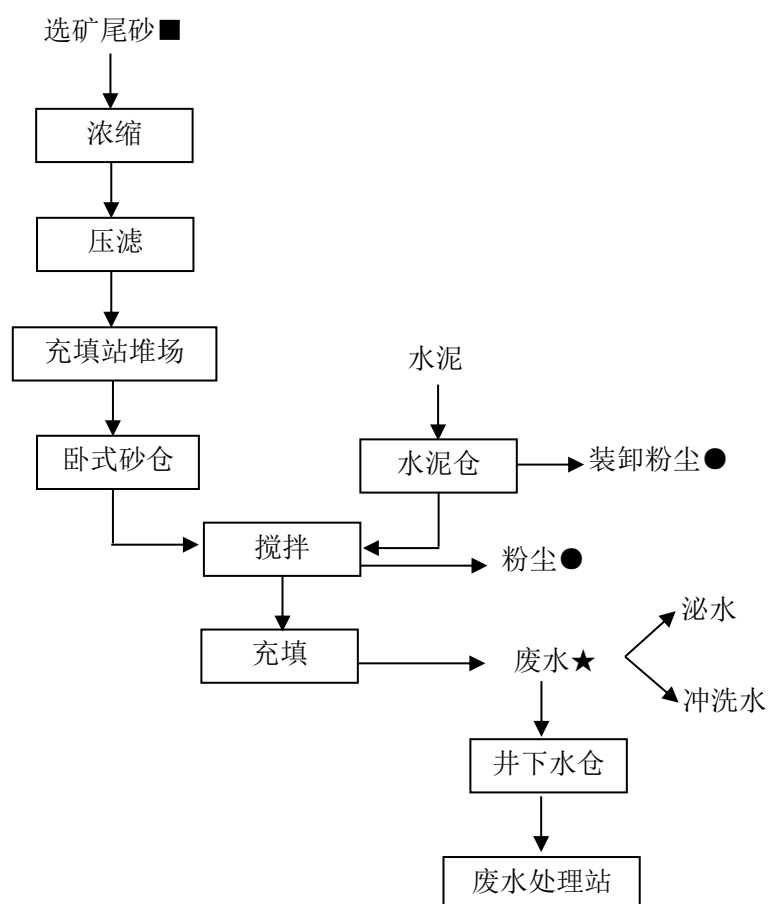 选矿尾砂■
浓缩
压滤
充填站堆场
水泥
卧式砂仓
水泥仓
装卸粉尘●
搅拌
粉尘●
充填
废水★
泌水
冲洗水
井下水仓
废水处理站